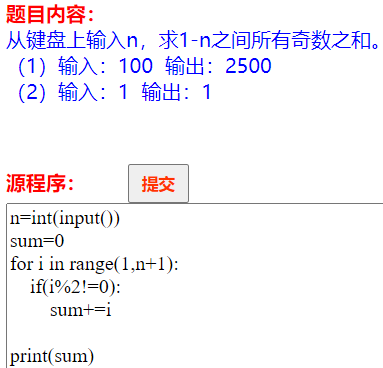 题目内容：
从键盘上输入n，求1-n之间所有奇数之和。
（1）输入：100 输出：2500
（2）输入：1 输出：1
源程序： 提交
n=int(input())
sum=0
for i in range(1,n+1):
    if(i%2!=0):
        sum+=i

print(sum)